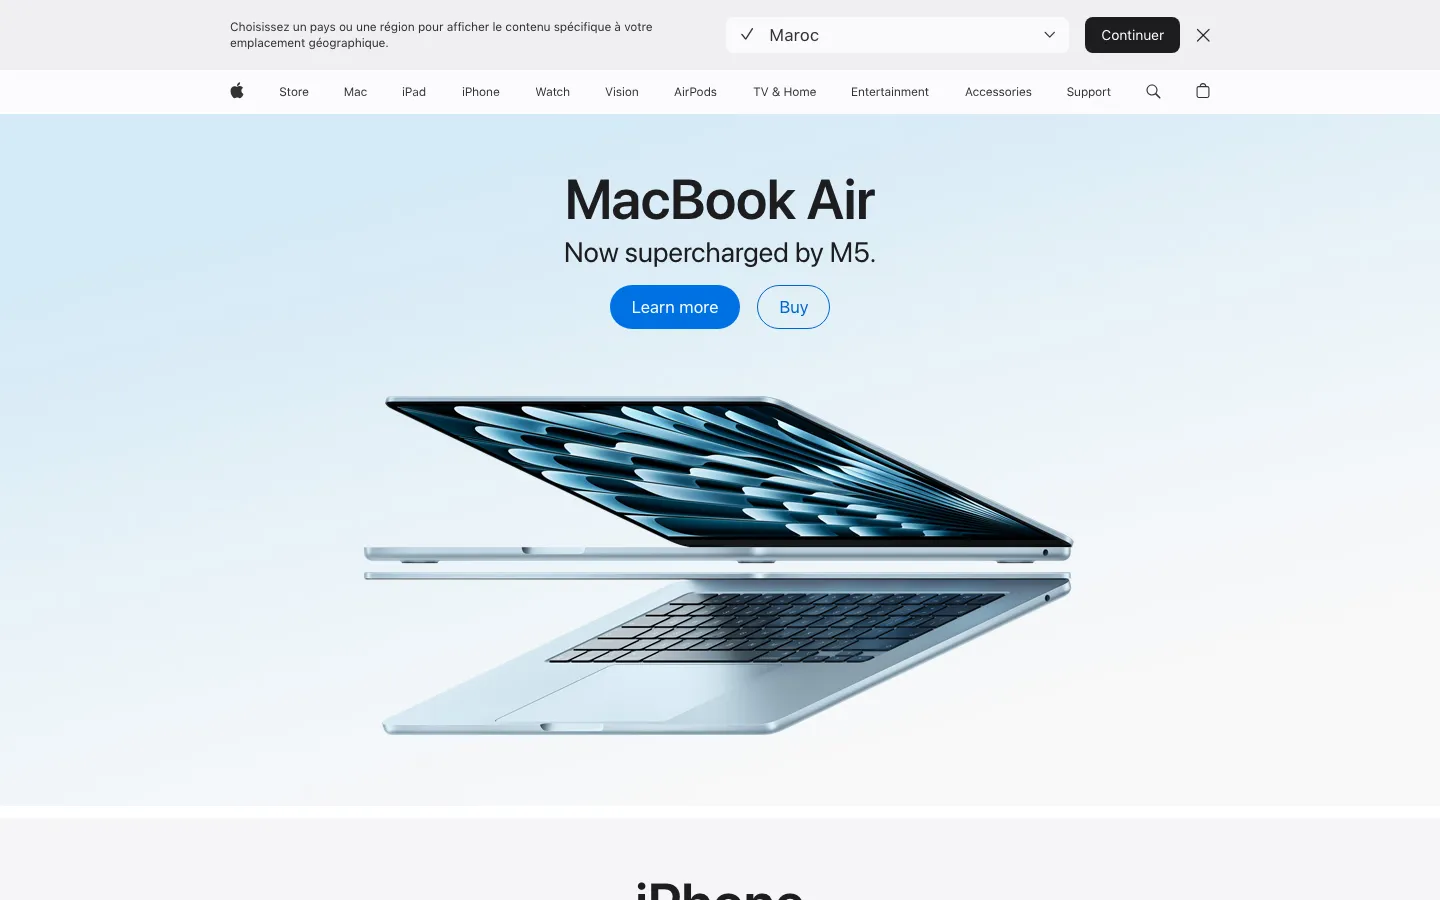 Choisissez un pays ou une région pour afficher le contenu spécifique à votre
emplacement géographique.
Maroc
Continuer
Store Mac iPad iPhone Watch Vision AirPods TV & Home Entertainment Accessories Support
MacBook Air
Now supercharged by M5.
Learn more Buy
iPhone